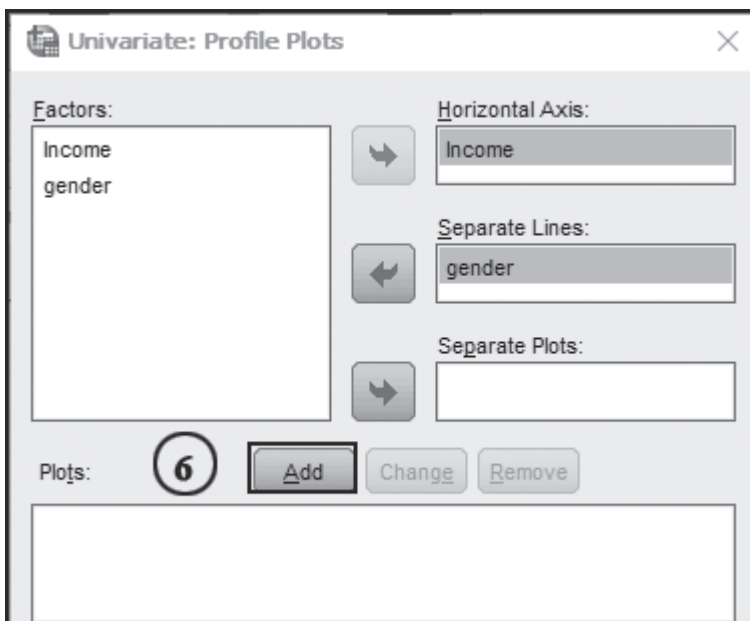 Univariate: Profile Plots
Factors:
Income
gender
Horizontal Axis:
Income
Separate Lines:
gender
Separate Plots:
Plots:
6
Add
Change
Remove